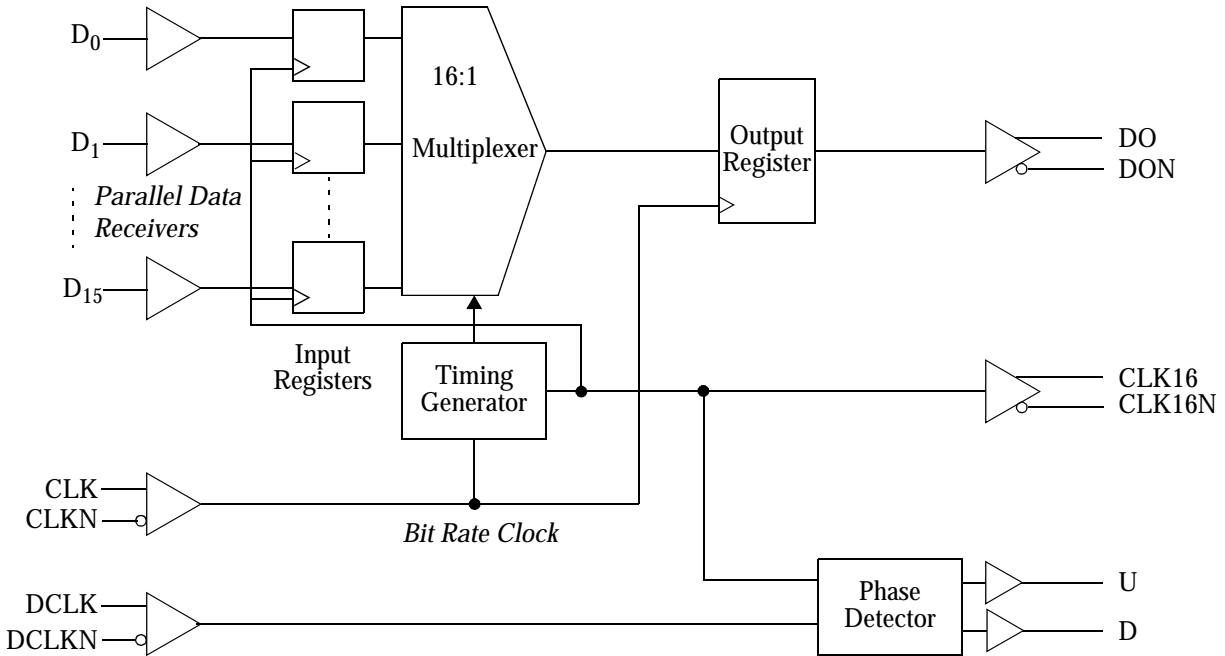 D0
16:1
Multiplexer
Output
Register
DO
DON
D1
Parallel Data
Receivers
D15
Input
Registers
Timing
Generator
CLK16
CLK16N
CLK
CLKN
Bit Rate Clock
DCLK
DCLKN
Phase
Detector
U
D